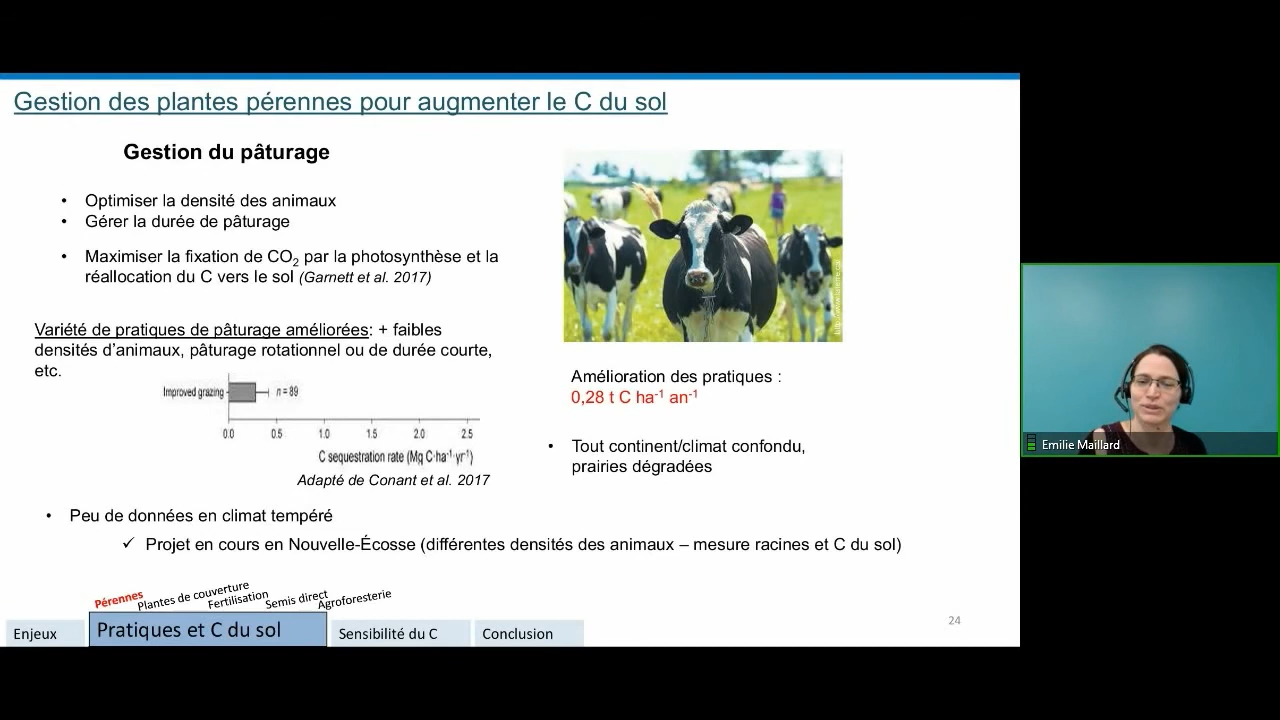 Gestion des plantes pérennes pour augmenter le C du sol
Gestion du pâturage
• Optimiser la densité des animaux
• Gérer la durée de pâturage
• Maximiser la fixation de CO₂ par la photosynthèse et la
réallocation du C vers le sol (Garnett et al. 2017)
Variété de pratiques de pâturage améliorées: + faibles
densités d'animaux, pâturage rotationnel ou de durée courte,
etc.
Improved grazing
n = 89
0.0 0.5 1.0 1.5 2.0 2.5
C sequestration rate (Mg C·ha⁻¹·yr⁻¹)
Adapté de Conant et al. 2017
Amélioration des pratiques :
0,28 t C ha⁻¹ an⁻¹
• Tout continent/climat confondu,
prairies dégradées
• Peu de données en climat tempéré
✓ Projet en cours en Nouvelle-Écosse (différentes densités des animaux – mesure racines et C du sol)
Pérennes
Plantes de couverture
Fertilisation
Semis direct
Agroforesterie
Enjeux
Pratiques et C du sol
Sensibilité du C
Conclusion
24
Emilie Maillard